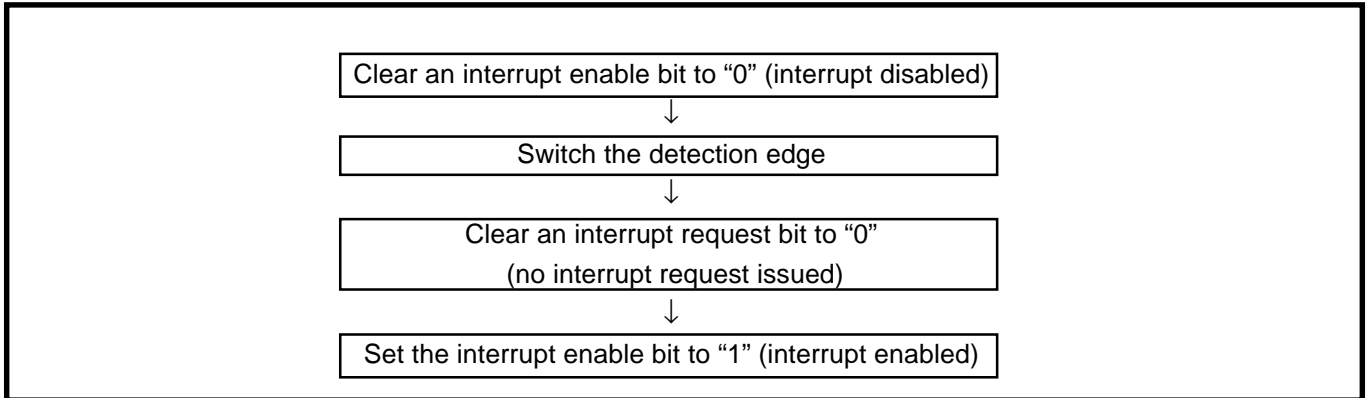 Clear an interrupt enable bit to “0” (interrupt disabled)
↓
Switch the detection edge
↓
Clear an interrupt request bit to “0”
(no interrupt request issued)
↓
Set the interrupt enable bit to “1” (interrupt enabled)